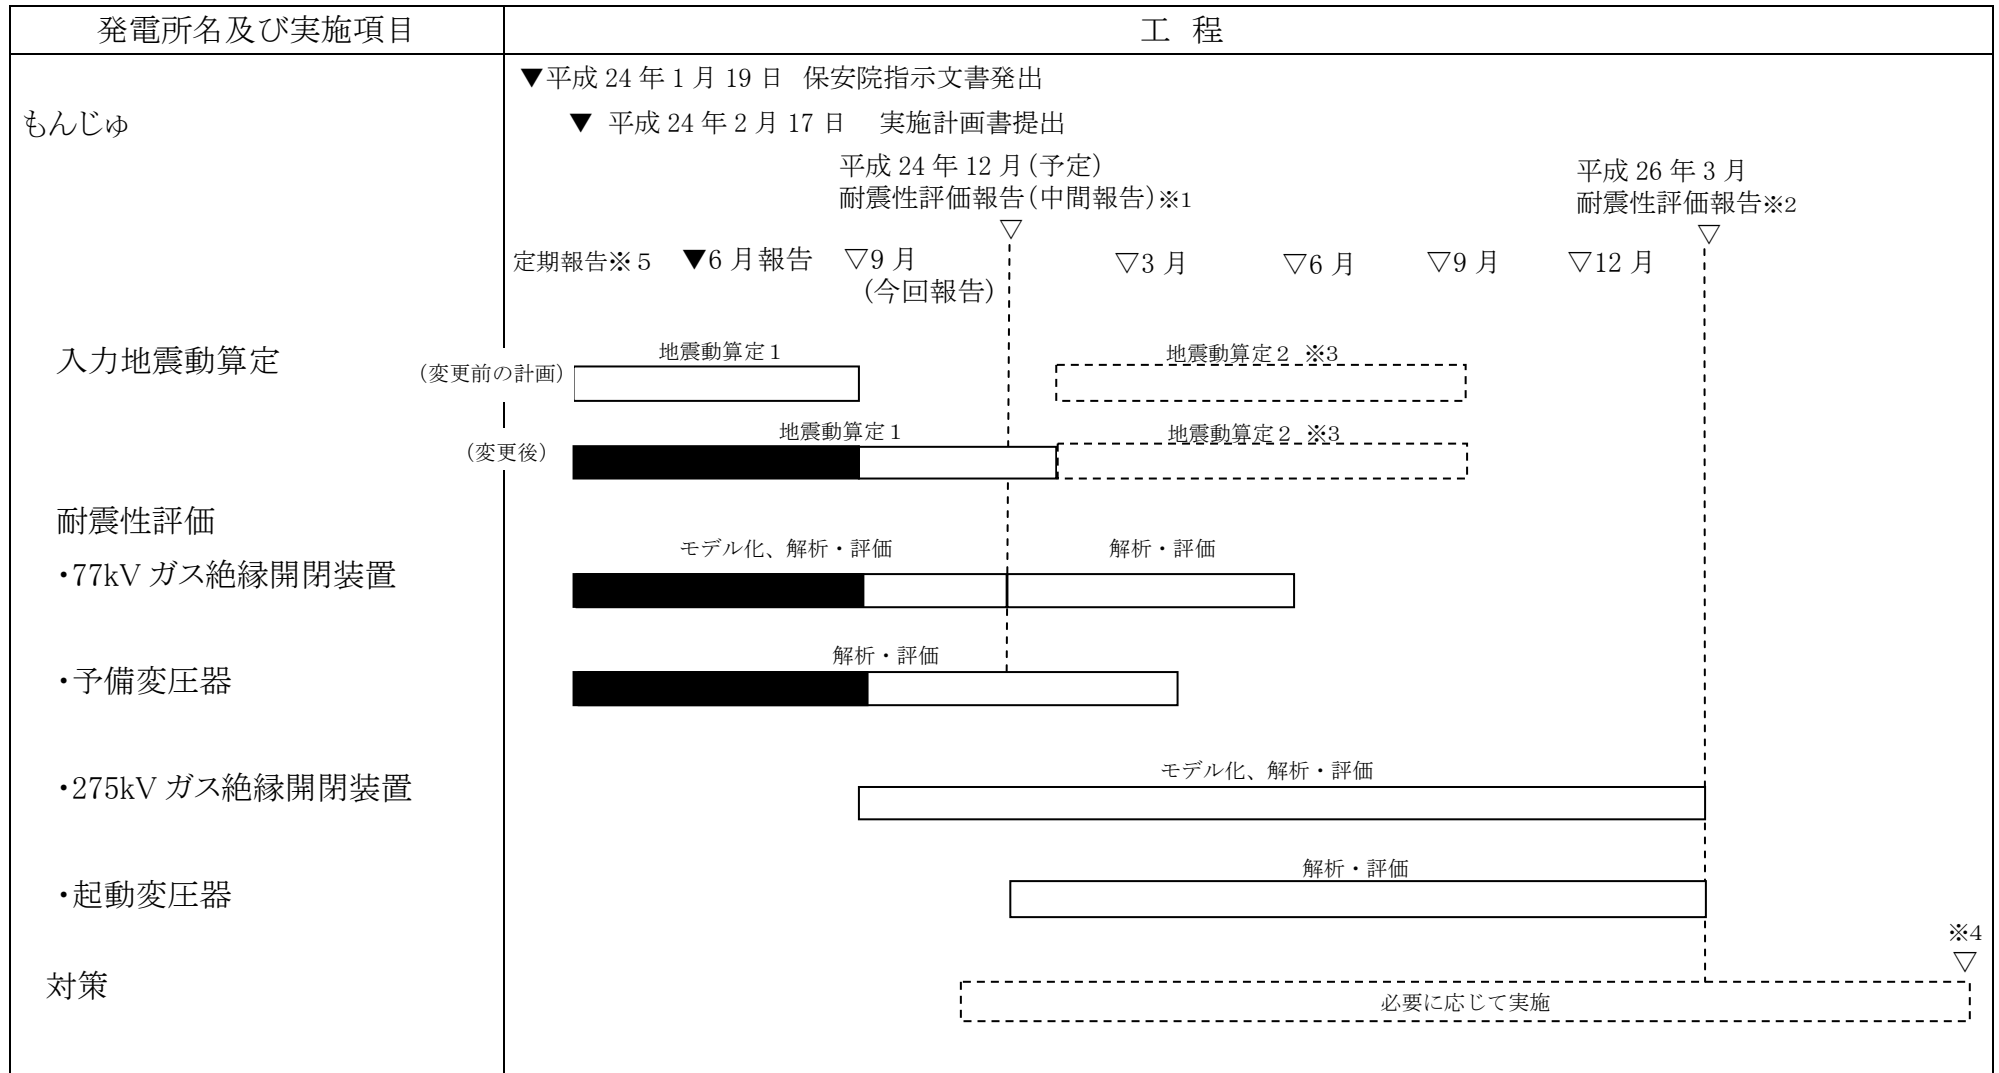 発電所名及び実施項目
工 程
▼平成 24 年 1 月 19 日 保安院指示文書発出
もんじゅ
▼ 平成 24 年 2 月 17 日 実施計画書提出
平成 24 年 12 月(予定)
耐震性評価報告(中間報告)※1
▽
平成 26 年 3 月
耐震性評価報告※2
▽
定期報告※5 ▼6 月報告 ▽9 月 ▽3 月 ▽6 月 ▽9 月 ▽12 月
(今回報告)
入力地震動算定
(変更前の計画)
地震動算定1
地震動算定2 ※3
(変更後)
地震動算定1
地震動算定2 ※3
耐震性評価
・77kV ガス絶縁開閉装置
モデル化、解析・評価
解析・評価
・予備変圧器
解析・評価
・275kV ガス絶縁開閉装置
モデル化、解析・評価
・起動変圧器
解析・評価
※4
▽
対策
必要に応じて実施